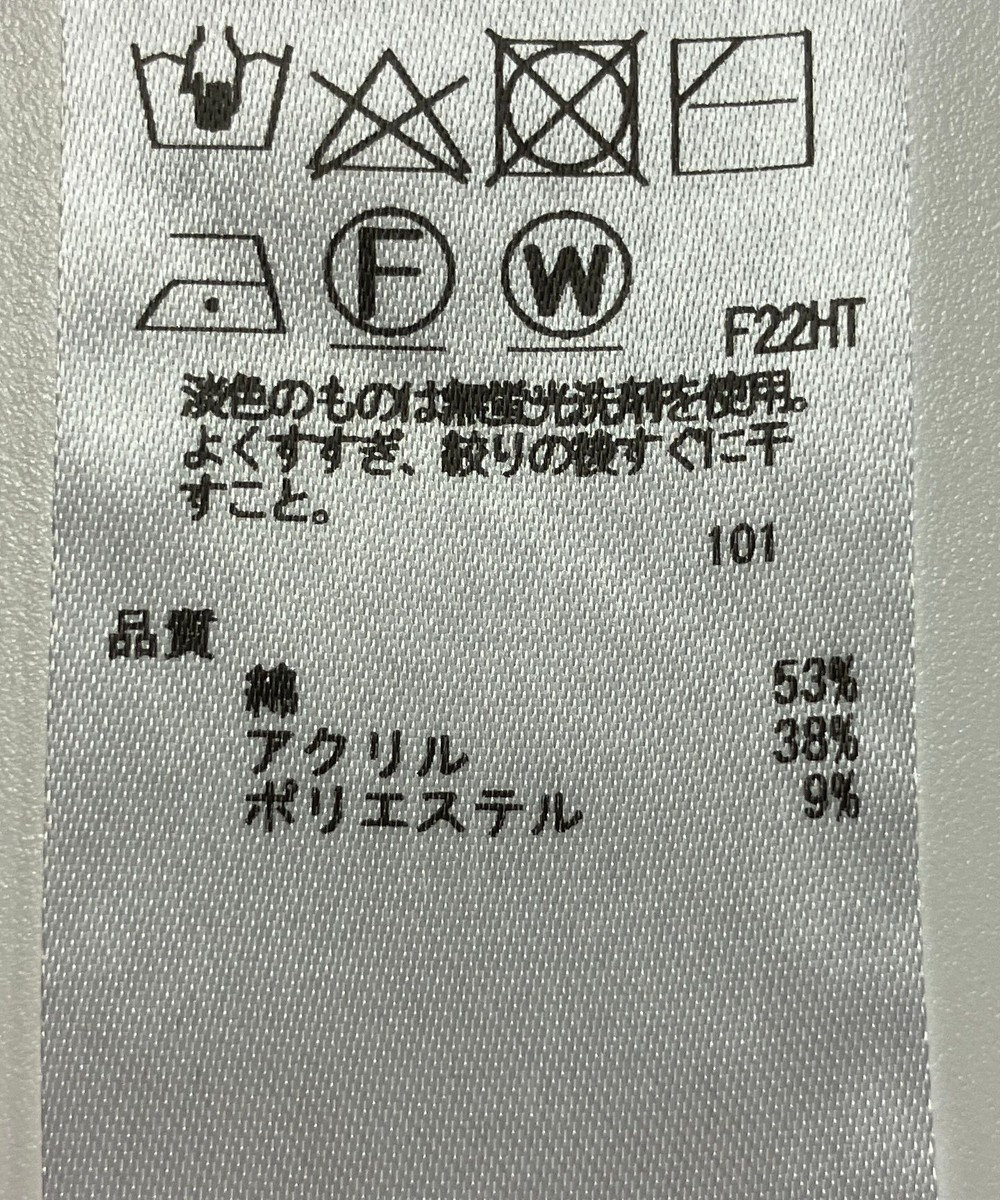 F W
F22HT
淡色のものは無蛍光洗剤を使用。
よくすすぎ、絞りの後すぐに干
すこと。
101
品質
綿 53%
アクリル 38%
ポリエステル 9%